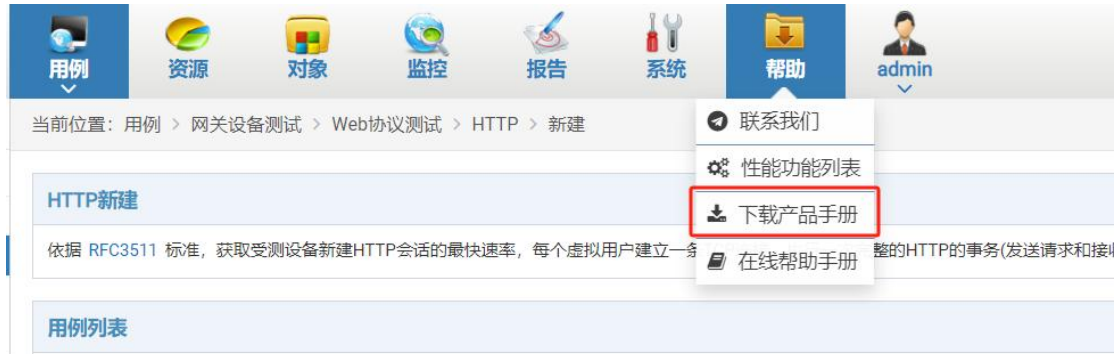 用例
资源
对象
监控
报告
系统
帮助
admin
当前位置：用例 > 网关设备测试 > Web协议测试 > HTTP > 新建
联系我们
性能功能列表
下载产品手册
在线帮助手册
HTTP新建
依据 RFC3511 标准，获取受测设备新建HTTP会话的最快速率，每个虚拟用户建立一条 整的HTTP的事务(发送请求和接
用例列表